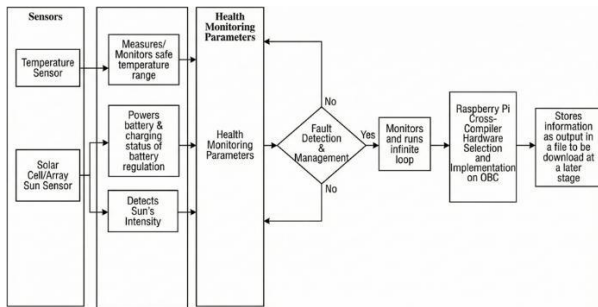 Sensors
Health
Monitoring
Parameters
Temperature
Sensor
Measures/
Monitors safe
temperature
range
Solar
Cell/Array
Sun Sensor
Powers
battery &
charging
status of
battery
regulation
Detects
Sun's
Intensity
Health
Monitoring
Parameters
No
Fault
Detection
&
Management
No
Yes
Monitors
and runs
infinite
loop
Raspberry Pi
Cross-
Compiler
Hardware
Selection
and
Implementation
on OBC
Stores
information
as output in
a file to be
download at
a later
stage